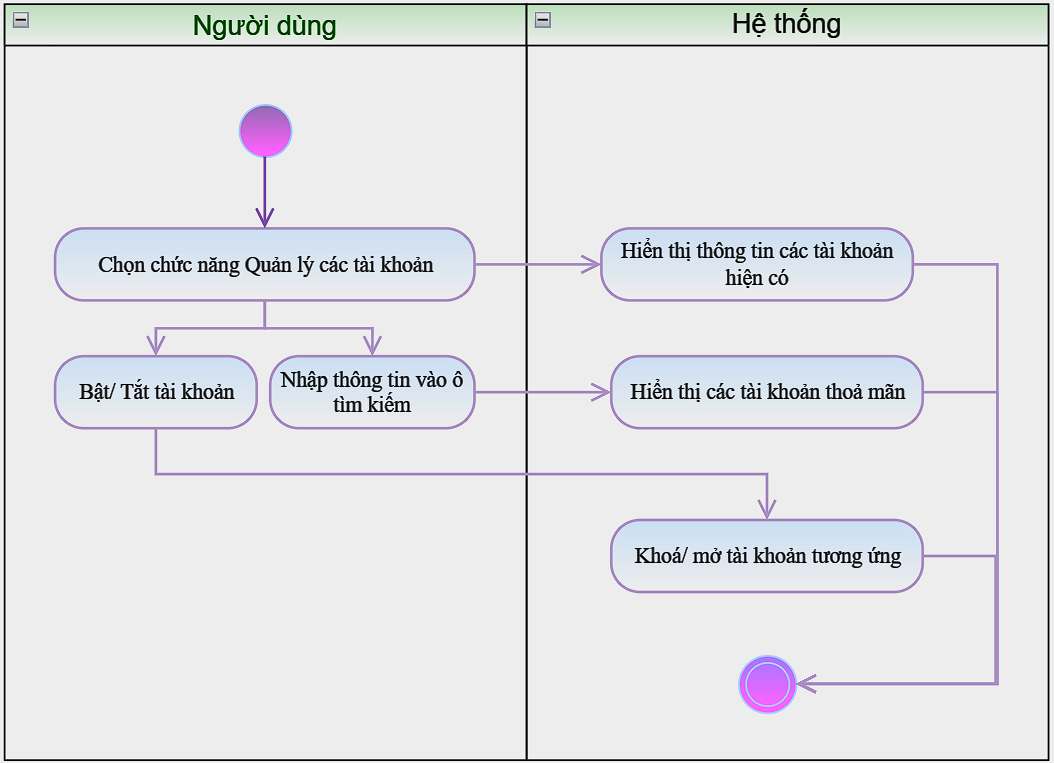 Người dùng
Hệ thống
Chọn chức năng Quản lý các tài khoản
Hiển thị thông tin các tài khoản
hiện có
Bật/ Tắt tài khoản
Nhập thông tin vào ô
tìm kiếm
Hiển thị các tài khoản thoả mãn
Khoá/ mở tài khoản tương ứng